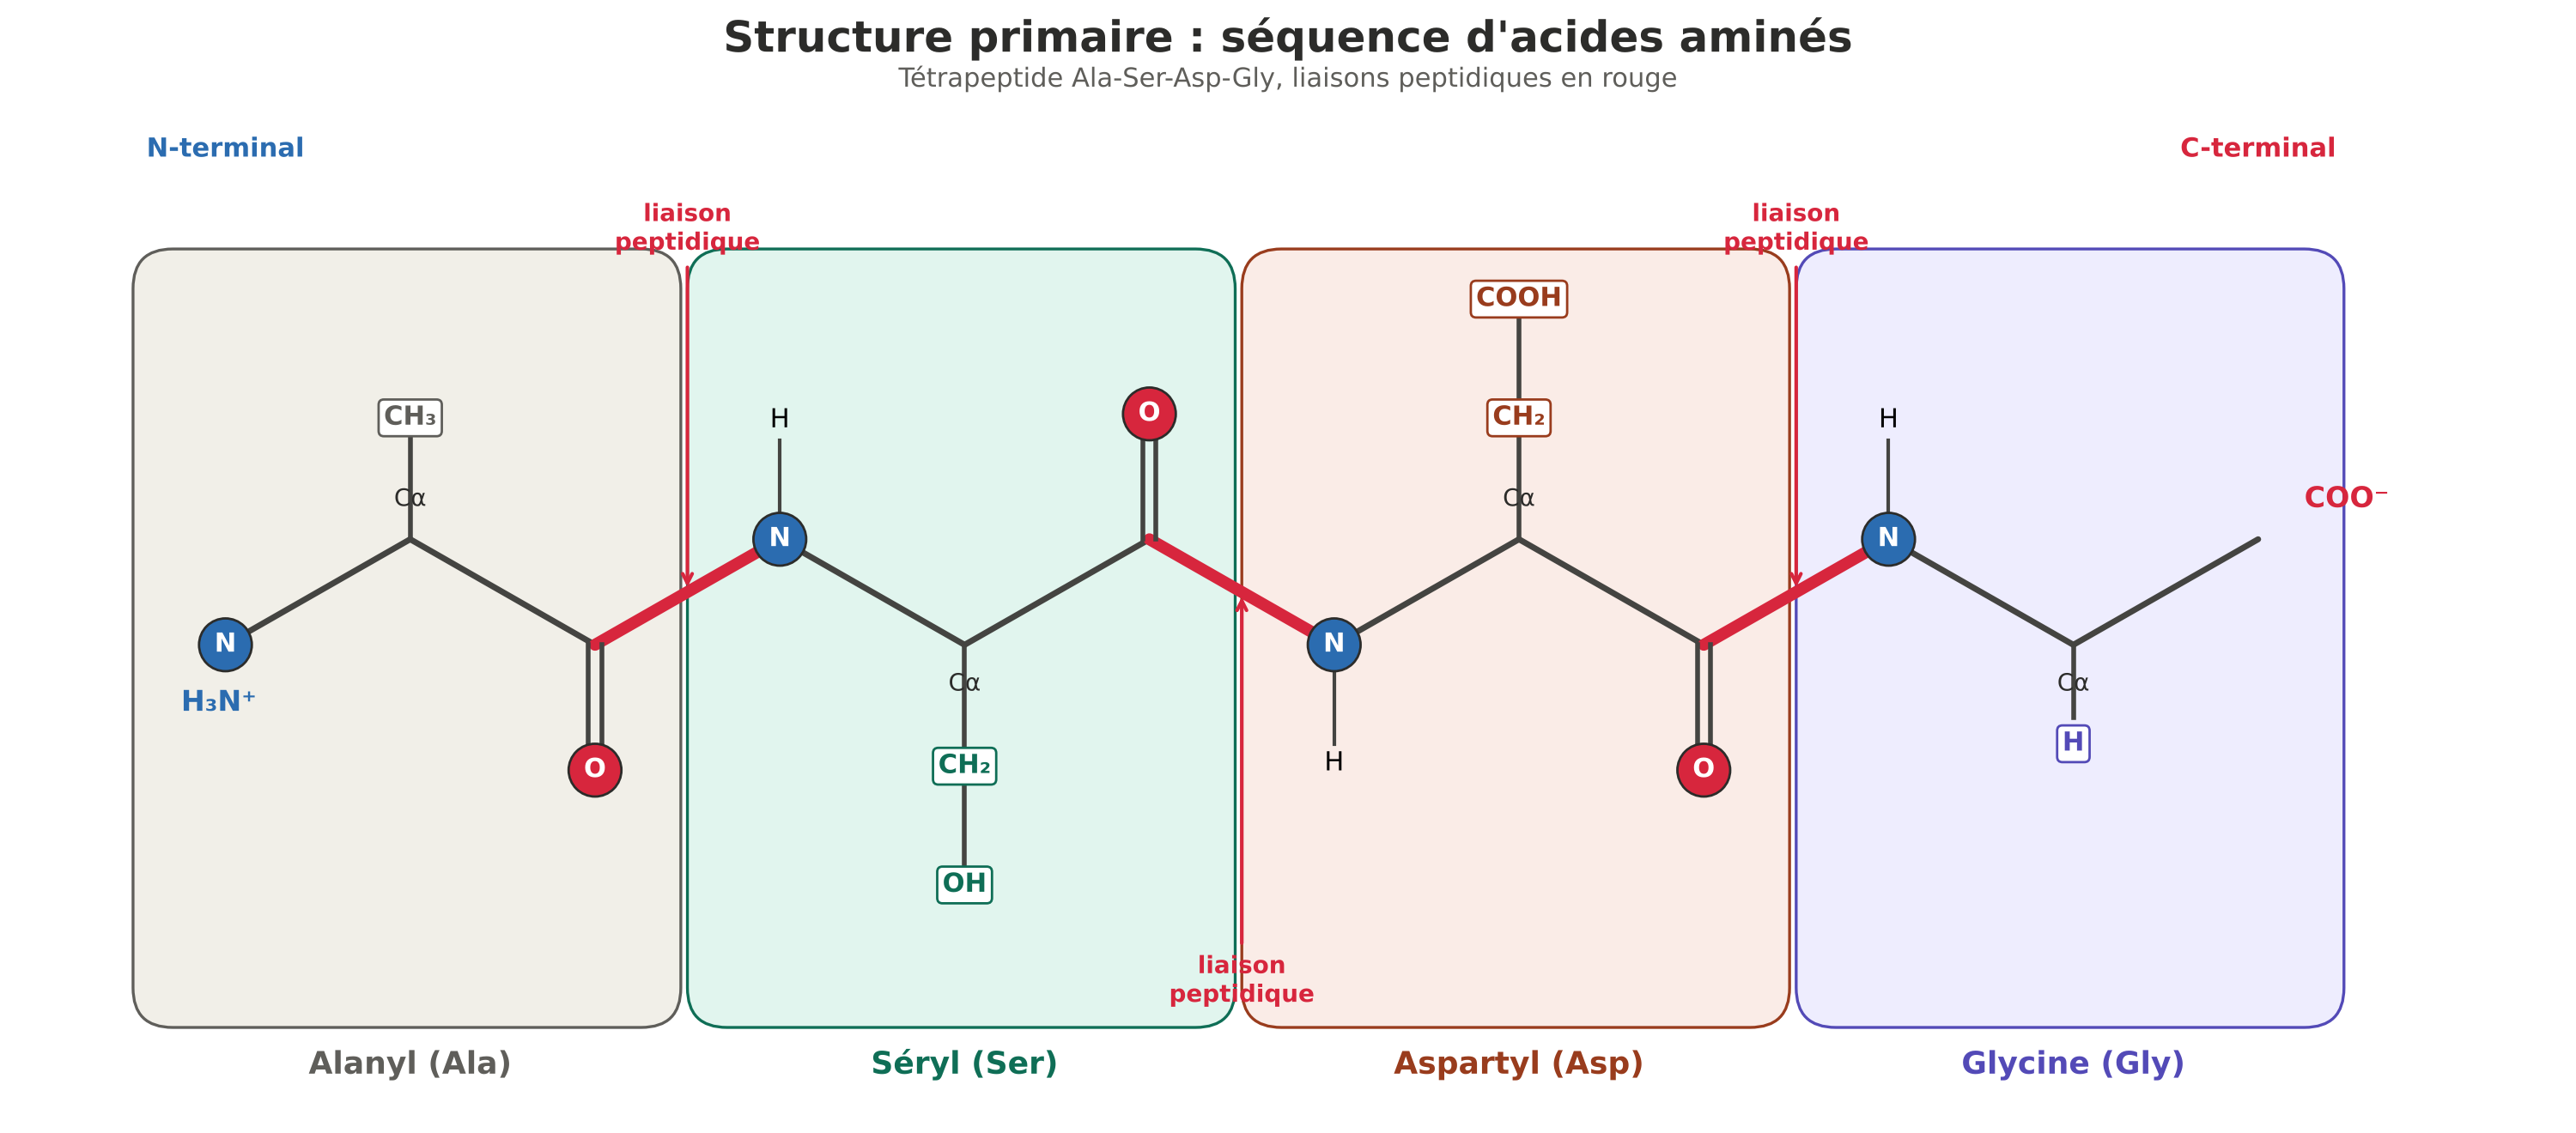 Structure primaire : séquence d'acides aminés
Tétrapeptide Ala-Ser-Asp-Gly, liaisons peptidiques en rouge
N-terminal
C-terminal
liaison
peptidique
liaison
peptidique
COOH
CH₃
H
O
CH₂
H
Cα
Cα
COO⁻
N
N
N
N
H₃N⁺
Cα
Cα
O
CH₂
H
O
H
OH
liaison
peptidique
Alanyl (Ala)
Séryl (Ser)
Aspartyl (Asp)
Glycine (Gly)